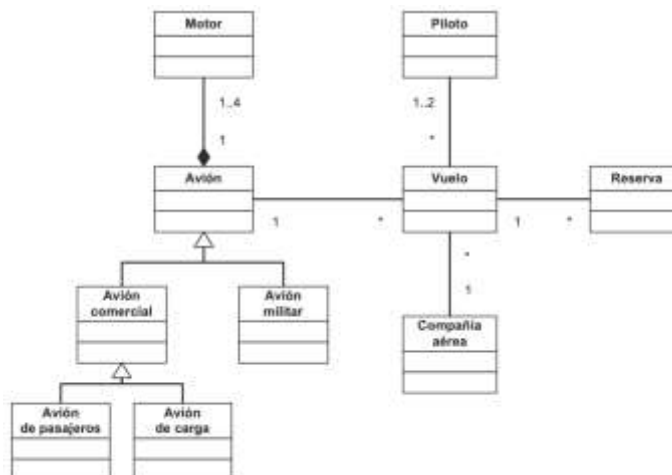 Motor
Piloto
1..4
1..2
1
*
Avión
Vuelo
Reserva
1
*
1
*
*
1
Avión
comercial
Avión
militar
Compañía
aérea
Avión
de pasajeros
Avión
de carga